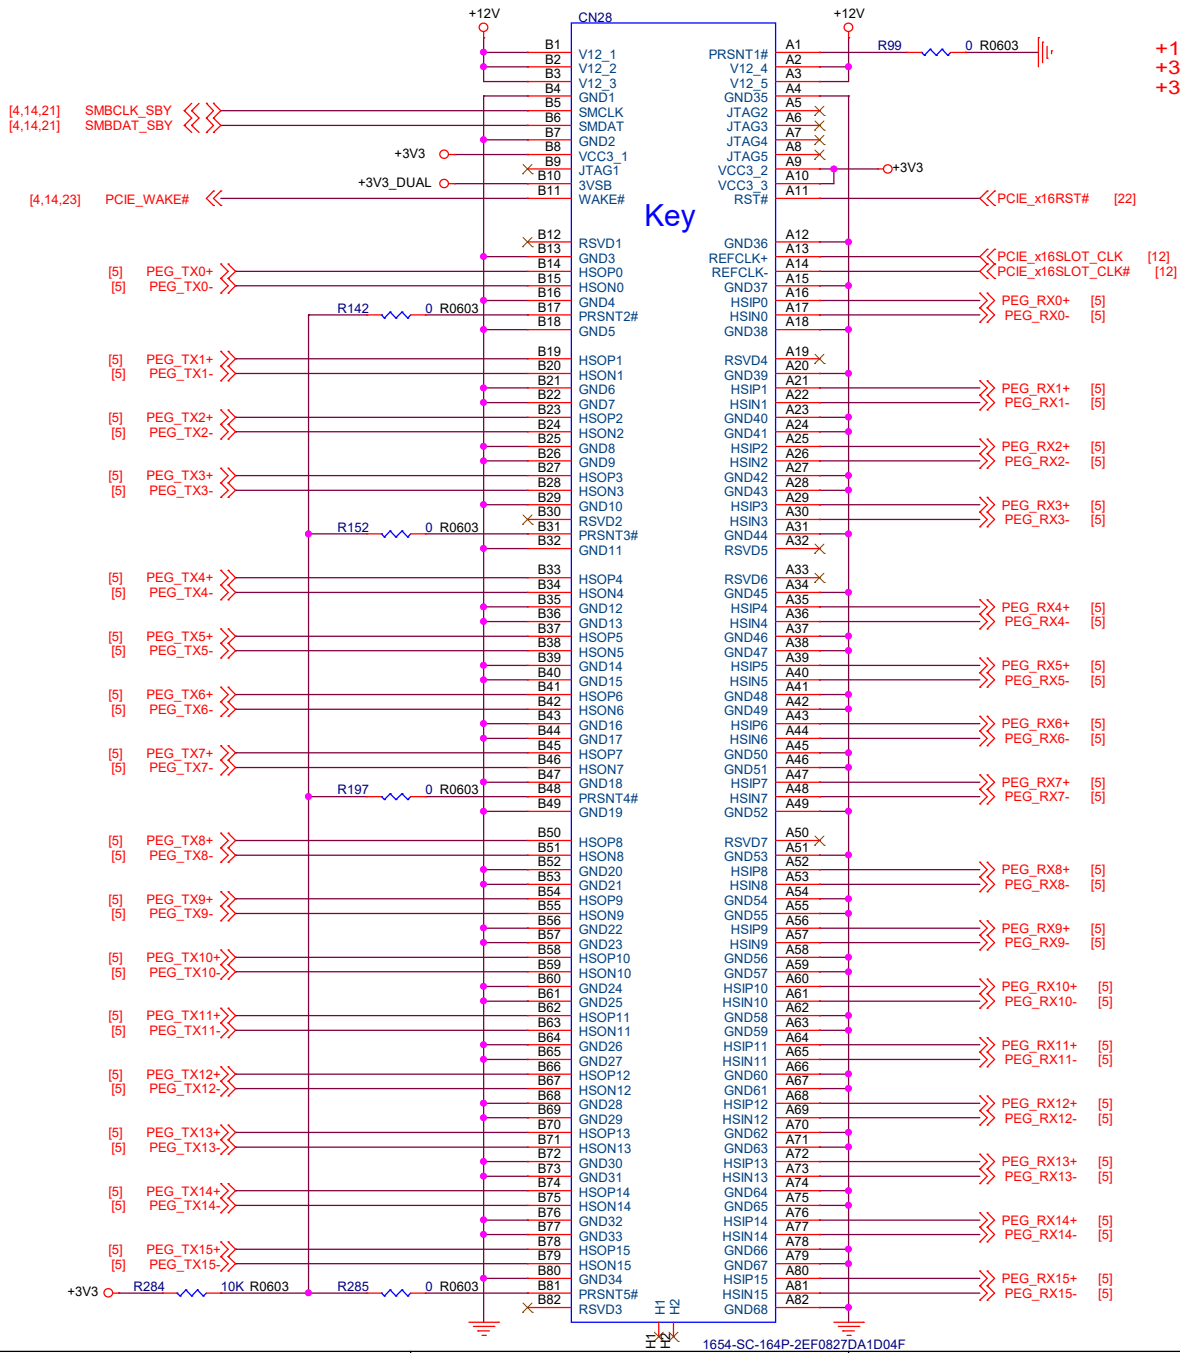 +12V CN28 +12V
B1 V12_1 PRSNT1# A1 R99 0 R0603 +1
B2 V12_2 V12_4 A2 +3
B3 V12_3 V12_5 A3 +3
B4 GND1 GND35 A4
[4,14,21] SMBCLK_SBY B5 SMCLK JTAG2 A5
[4,14,21] SMBDAT_SBY B6 SMDAT JTAG3 A6
B7 GND2 JTAG4 A7
+3V3 B8 VCC3_1 JTAG5 A8
B9 JTAG1 VCC3_2 A9 +3V3
+3V3_DUAL B10 3VSB VCC3_3 A10
[4,14,23] PCIE_WAKE# B11 WAKE# RST# A11 PCIE_x16RST# [22]
Key
B12 RSVD1 GND36 A12
B13 GND3 REFCLK+ A13 PCIE_x16SLOT_CLK [12]
[5] PEG_TX0+ B14 HSOP0 REFCLK- A14 PCIE_x16SLOT_CLK# [12]
[5] PEG_TX0- B15 HSON0 GND37 A15
B16 GND4 HSIP0 A16 PEG_RX0+ [5]
R142 0 R0603 B17 PRSNT2# HSIN0 A17 PEG_RX0- [5]
B18 GND5 GND38 A18
[5] PEG_TX1+ B19 HSOP1 RSVD4 A19
[5] PEG_TX1- B20 HSON1 GND39 A20
B21 GND6 HSIP1 A21 PEG_RX1+ [5]
B22 GND7 HSIN1 A22 PEG_RX1- [5]
[5] PEG_TX2+ B23 HSOP2 GND40 A23
[5] PEG_TX2- B24 HSON2 GND41 A24
B25 GND8 HSIP2 A25 PEG_RX2+ [5]
B26 GND9 HSIN2 A26 PEG_RX2- [5]
[5] PEG_TX3+ B27 HSOP3 GND42 A27
[5] PEG_TX3- B28 HSON3 GND43 A28
B29 GND10 HSIP3 A29 PEG_RX3+ [5]
B30 RSVD2 HSIN3 A30 PEG_RX3- [5]
R152 0 R0603 B31 PRSNT3# GND44 A31
B32 GND11 RSVD5 A32
[5] PEG_TX4+ B33 HSOP4 RSVD6 A33
[5] PEG_TX4- B34 HSON4 GND45 A34
B35 GND12 HSIP4 A35 PEG_RX4+ [5]
B36 GND13 HSIN4 A36 PEG_RX4- [5]
[5] PEG_TX5+ B37 HSOP5 GND46 A37
[5] PEG_TX5- B38 HSON5 GND47 A38
B39 GND14 HSIP5 A39 PEG_RX5+ [5]
B40 GND15 HSIN5 A40 PEG_RX5- [5]
[5] PEG_TX6+ B41 HSOP6 GND48 A41
[5] PEG_TX6- B42 HSON6 GND49 A42
B43 GND16 HSIP6 A43 PEG_RX6+ [5]
B44 GND17 HSIN6 A44 PEG_RX6- [5]
[5] PEG_TX7+ B45 HSOP7 GND50 A45
[5] PEG_TX7- B46 HSON7 GND51 A46
B47 GND18 HSIP7 A47 PEG_RX7+ [5]
R197 0 R0603 B48 PRSNT4# HSIN7 A48 PEG_RX7- [5]
B49 GND19 GND52 A49
[5] PEG_TX8+ B50 HSOP8 RSVD7 A50
[5] PEG_TX8- B51 HSON8 GND53 A51
B52 GND20 HSIP8 A52 PEG_RX8+ [5]
B53 GND21 HSIN8 A53 PEG_RX8- [5]
[5] PEG_TX9+ B54 HSOP9 GND54 A54
[5] PEG_TX9- B55 HSON9 GND55 A55
B56 GND22 HSIP9 A56 PEG_RX9+ [5]
B57 GND23 HSIN9 A57 PEG_RX9- [5]
[5] PEG_TX10+ B58 HSOP10 GND56 A58
[5] PEG_TX10- B59 HSON10 GND57 A59
B60 GND24 HSIP10 A60 PEG_RX10+ [5]
B61 GND25 HSIN10 A61 PEG_RX10- [5]
[5] PEG_TX11+ B62 HSOP11 GND58 A62
[5] PEG_TX11- B63 HSON11 GND59 A63
B64 GND26 HSIP11 A64 PEG_RX11+ [5]
B65 GND27 HSIN11 A65 PEG_RX11- [5]
[5] PEG_TX12+ B66 HSOP12 GND60 A66
[5] PEG_TX12- B67 HSON12 GND61 A67
B68 GND28 HSIP12 A68 PEG_RX12+ [5]
B69 GND29 HSIN12 A69 PEG_RX12- [5]
[5] PEG_TX13+ B70 HSOP13 GND62 A70
[5] PEG_TX13- B71 HSON13 GND63 A71
B72 GND30 HSIP13 A72 PEG_RX13+ [5]
B73 GND31 HSIN13 A73 PEG_RX13- [5]
[5] PEG_TX14+ B74 HSOP14 GND64 A74
[5] PEG_TX14- B75 HSON14 GND65 A75
B76 GND32 HSIP14 A76 PEG_RX14+ [5]
B77 GND33 HSIN14 A77 PEG_RX14- [5]
[5] PEG_TX15+ B78 HSOP15 GND66 A78
[5] PEG_TX15- B79 HSON15 GND67 A79
B80 GND34 HSIP15 A80 PEG_RX15+ [5]
+3V3 R284 10K R0603 R285 0 R0603 B81 PRSNT5# HSIN15 A81 PEG_RX15- [5]
B82 RSVD3 GND68 A82
H1 H2
H1 H2 1654-SC-164P-2EF0827DA1D04F